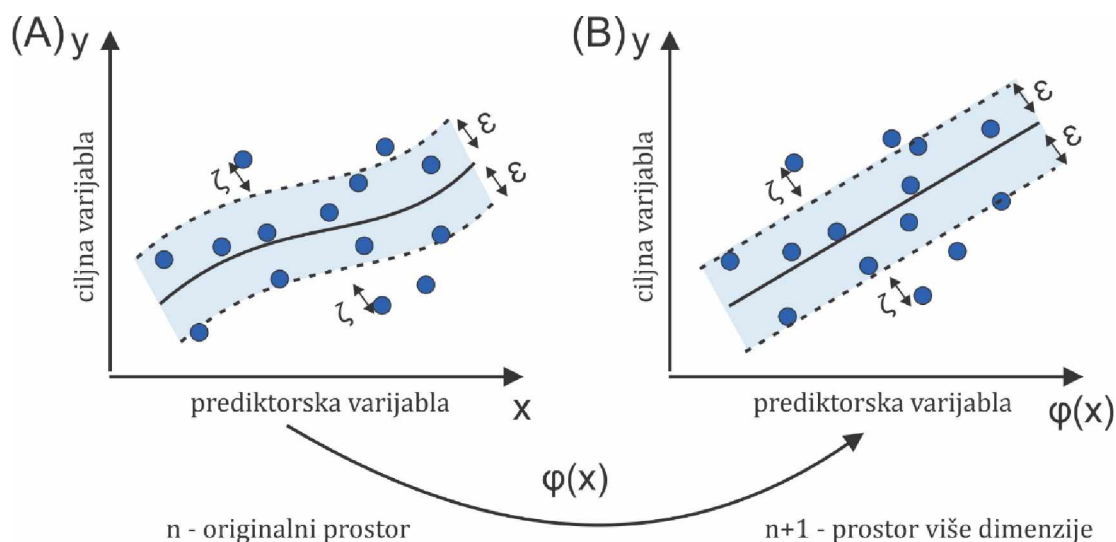 (A)
y
ciljna varijabla
ζ
ε
ε
ζ
prediktorska varijabla
x
(B)
y
ciljna varijabla
ζ
ε
ε
ζ
prediktorska varijabla
φ(x)
φ(x)
n - originalni prostor
n+1 - prostor više dimenzije